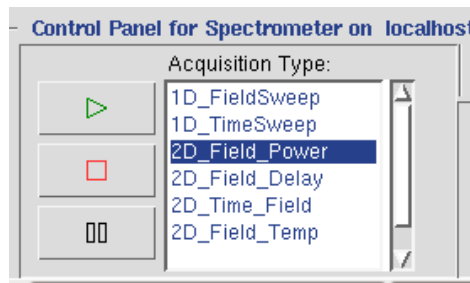 Control Panel for Spectrometer on localhost
Acquisition Type:
1D_FieldSweep
1D_TimeSweep
2D_Field_Power
2D_Field_Delay
2D_Time_Field
2D_Field_Temp